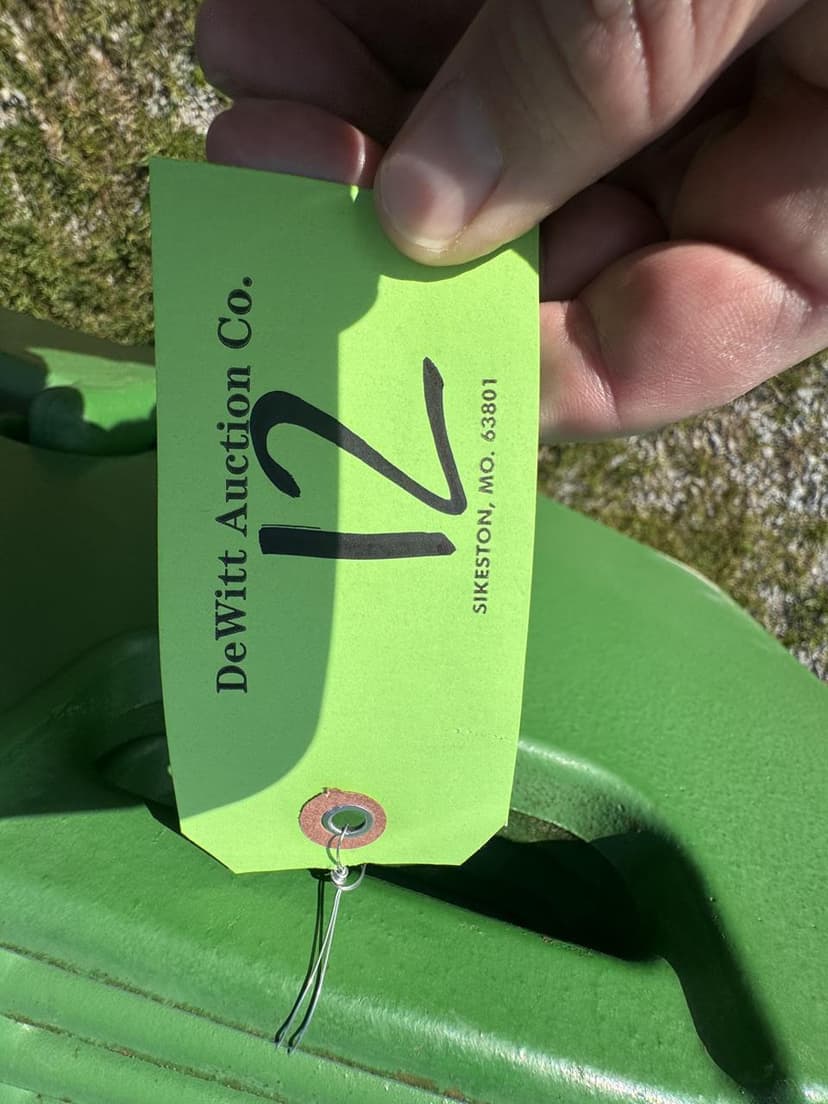 DeWitt Auction Co.
12
SIKESTON, MO. 63801